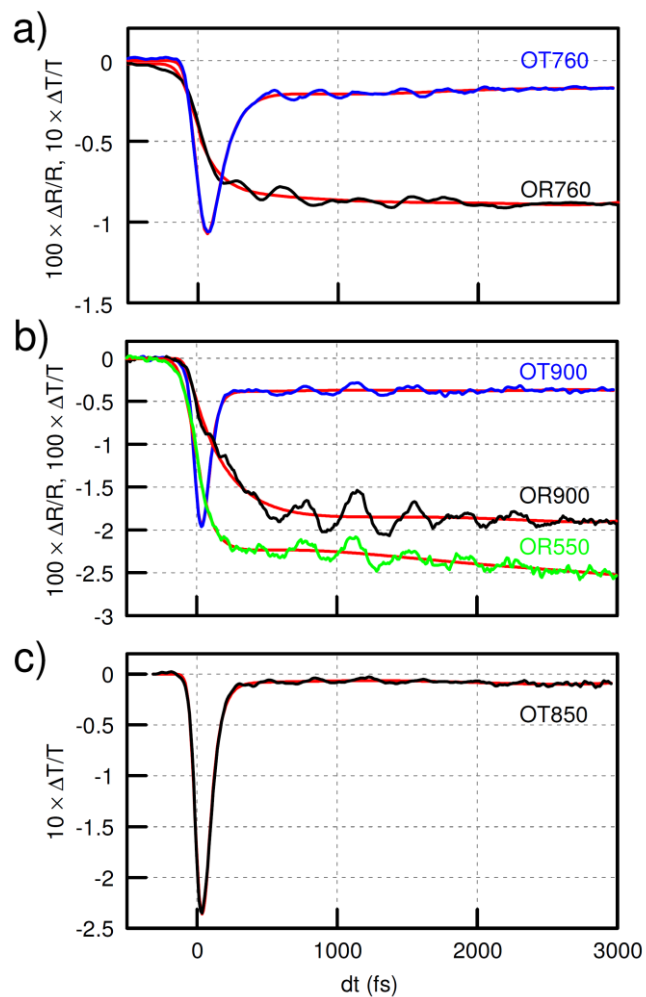 a)
0
-0.5
-1
-1.5
100 × ΔR/R, 10 × ΔT/T
OT760
OR760
b)
0
-0.5
-1
-1.5
-2
-2.5
-3
100 × ΔR/R, 100 × ΔT/T
OT900
OR900
OR550
c)
0
-0.5
-1
-1.5
-2
-2.5
10 × ΔT/T
OT850
0 1000 2000 3000
dt (fs)